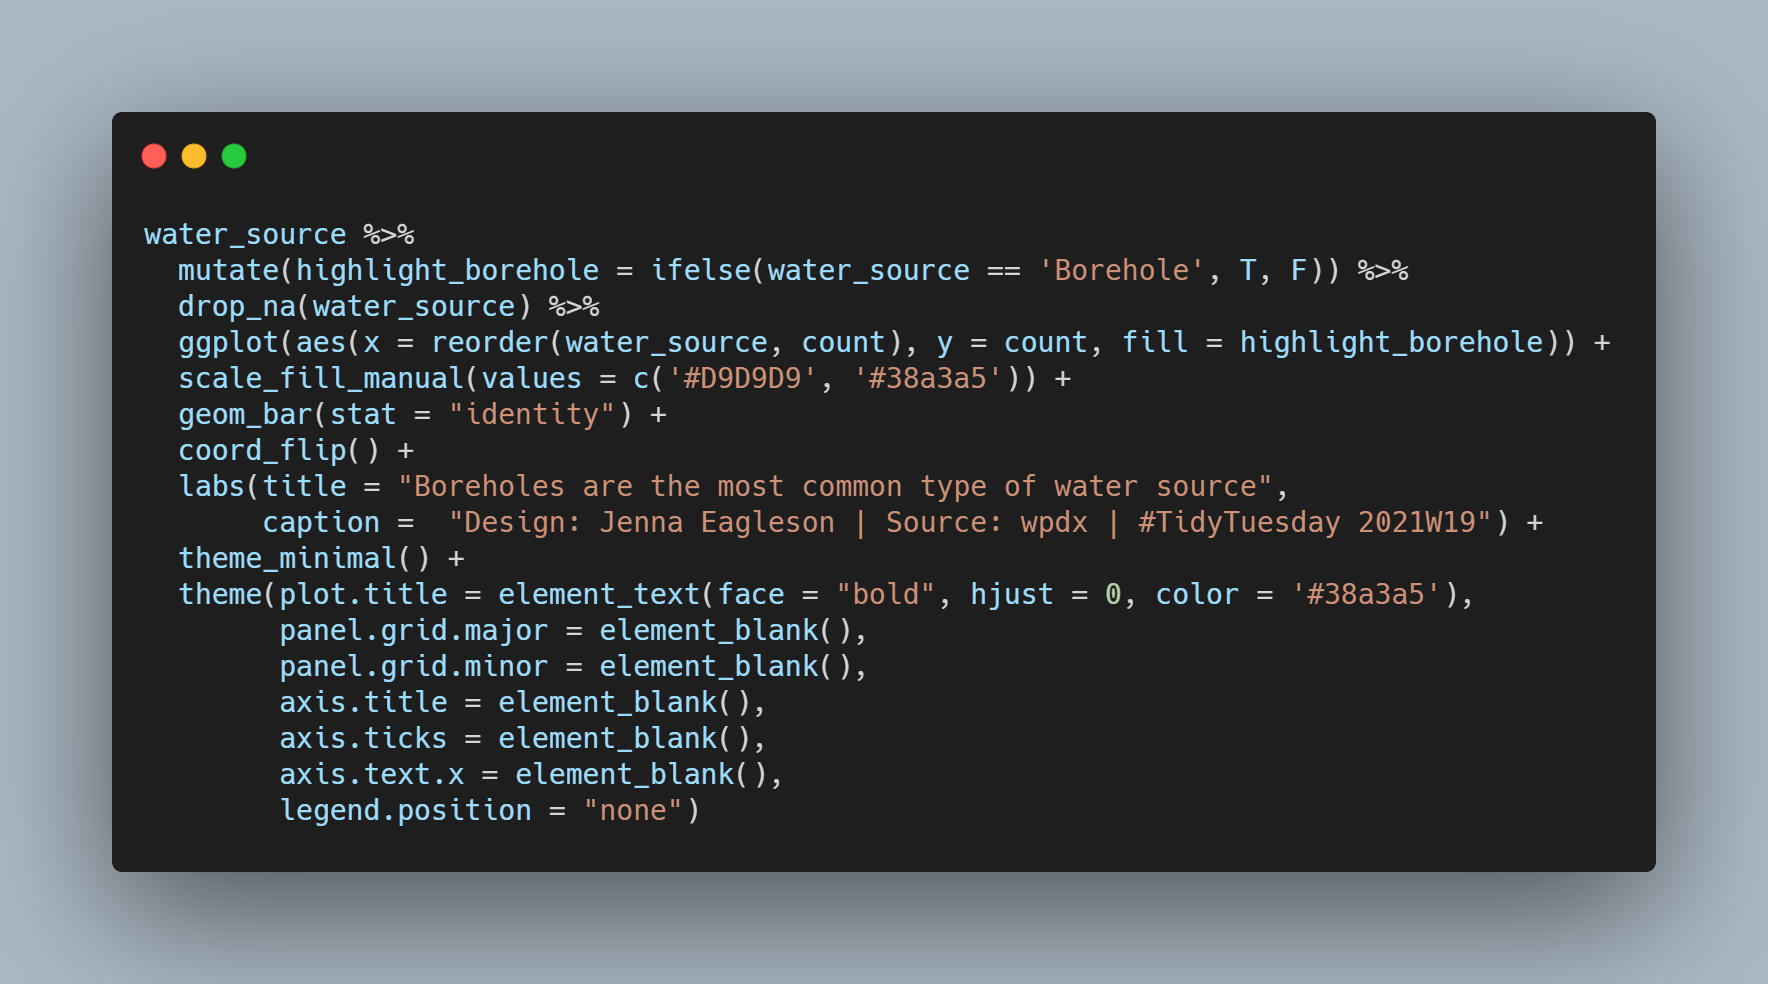 water_source %>%
  mutate(highlight_borehole = ifelse(water_source == 'Borehole', T, F)) %>%
  drop_na(water_source) %>%
  ggplot(aes(x = reorder(water_source, count), y = count, fill = highlight_borehole)) +
  scale_fill_manual(values = c('#D9D9D9', '#38a3a5')) +
  geom_bar(stat = "identity") +
  coord_flip() +
  labs(title = "Boreholes are the most common type of water source",
       caption =  "Design: Jenna Eagleson | Source: wpdx | #TidyTuesday 2021W19") +
  theme_minimal() +
  theme(plot.title = element_text(face = "bold", hjust = 0, color = '#38a3a5'),
        panel.grid.major = element_blank(),
        panel.grid.minor = element_blank(),
        axis.title = element_blank(),
        axis.ticks = element_blank(),
        axis.text.x = element_blank(),
        legend.position = "none")